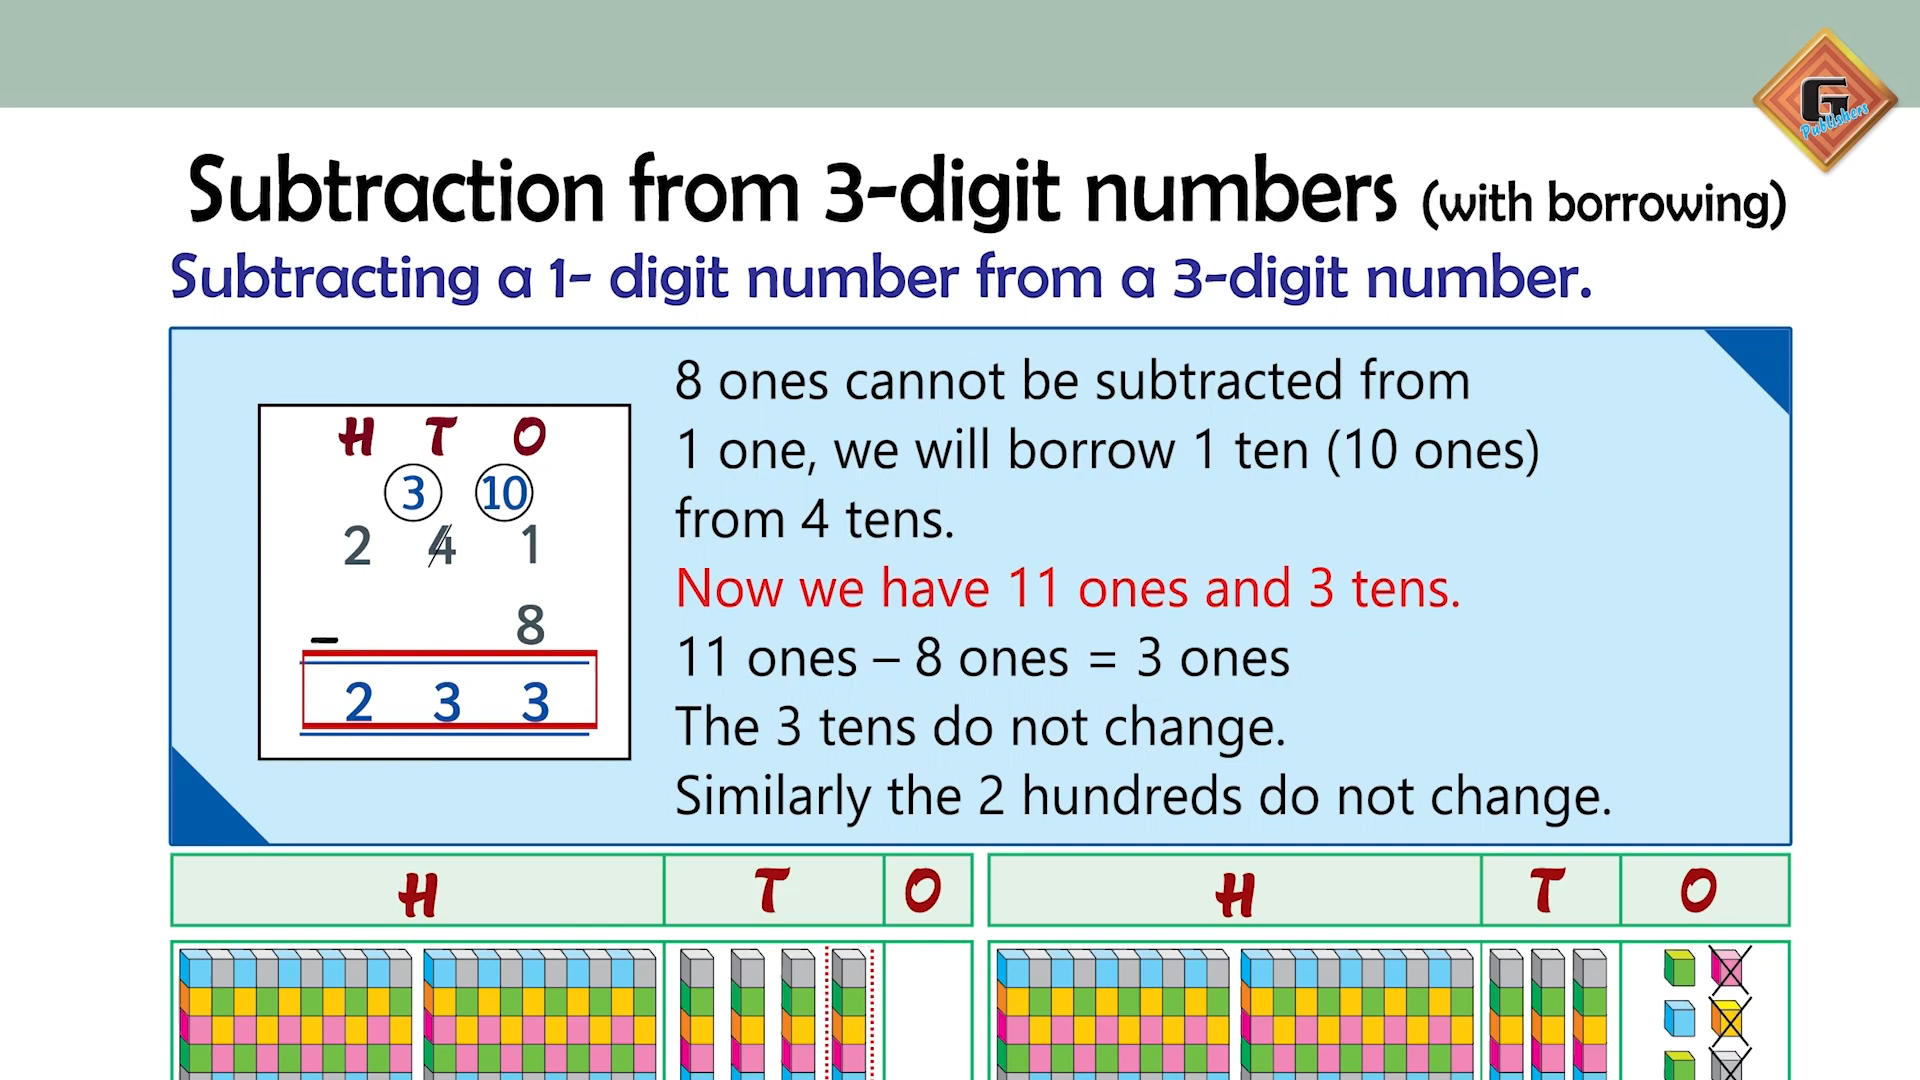 G
Publishers
Subtraction from 3-digit numbers (with borrowing)
Subtracting a 1- digit number from a 3-digit number.
H T O
3 10
2 4 1
8
–
2 3 3
8 ones cannot be subtracted from
1 one, we will borrow 1 ten (10 ones)
from 4 tens.
Now we have 11 ones and 3 tens.
11 ones – 8 ones = 3 ones
The 3 tens do not change.
Similarly the 2 hundreds do not change.
H T O H T O